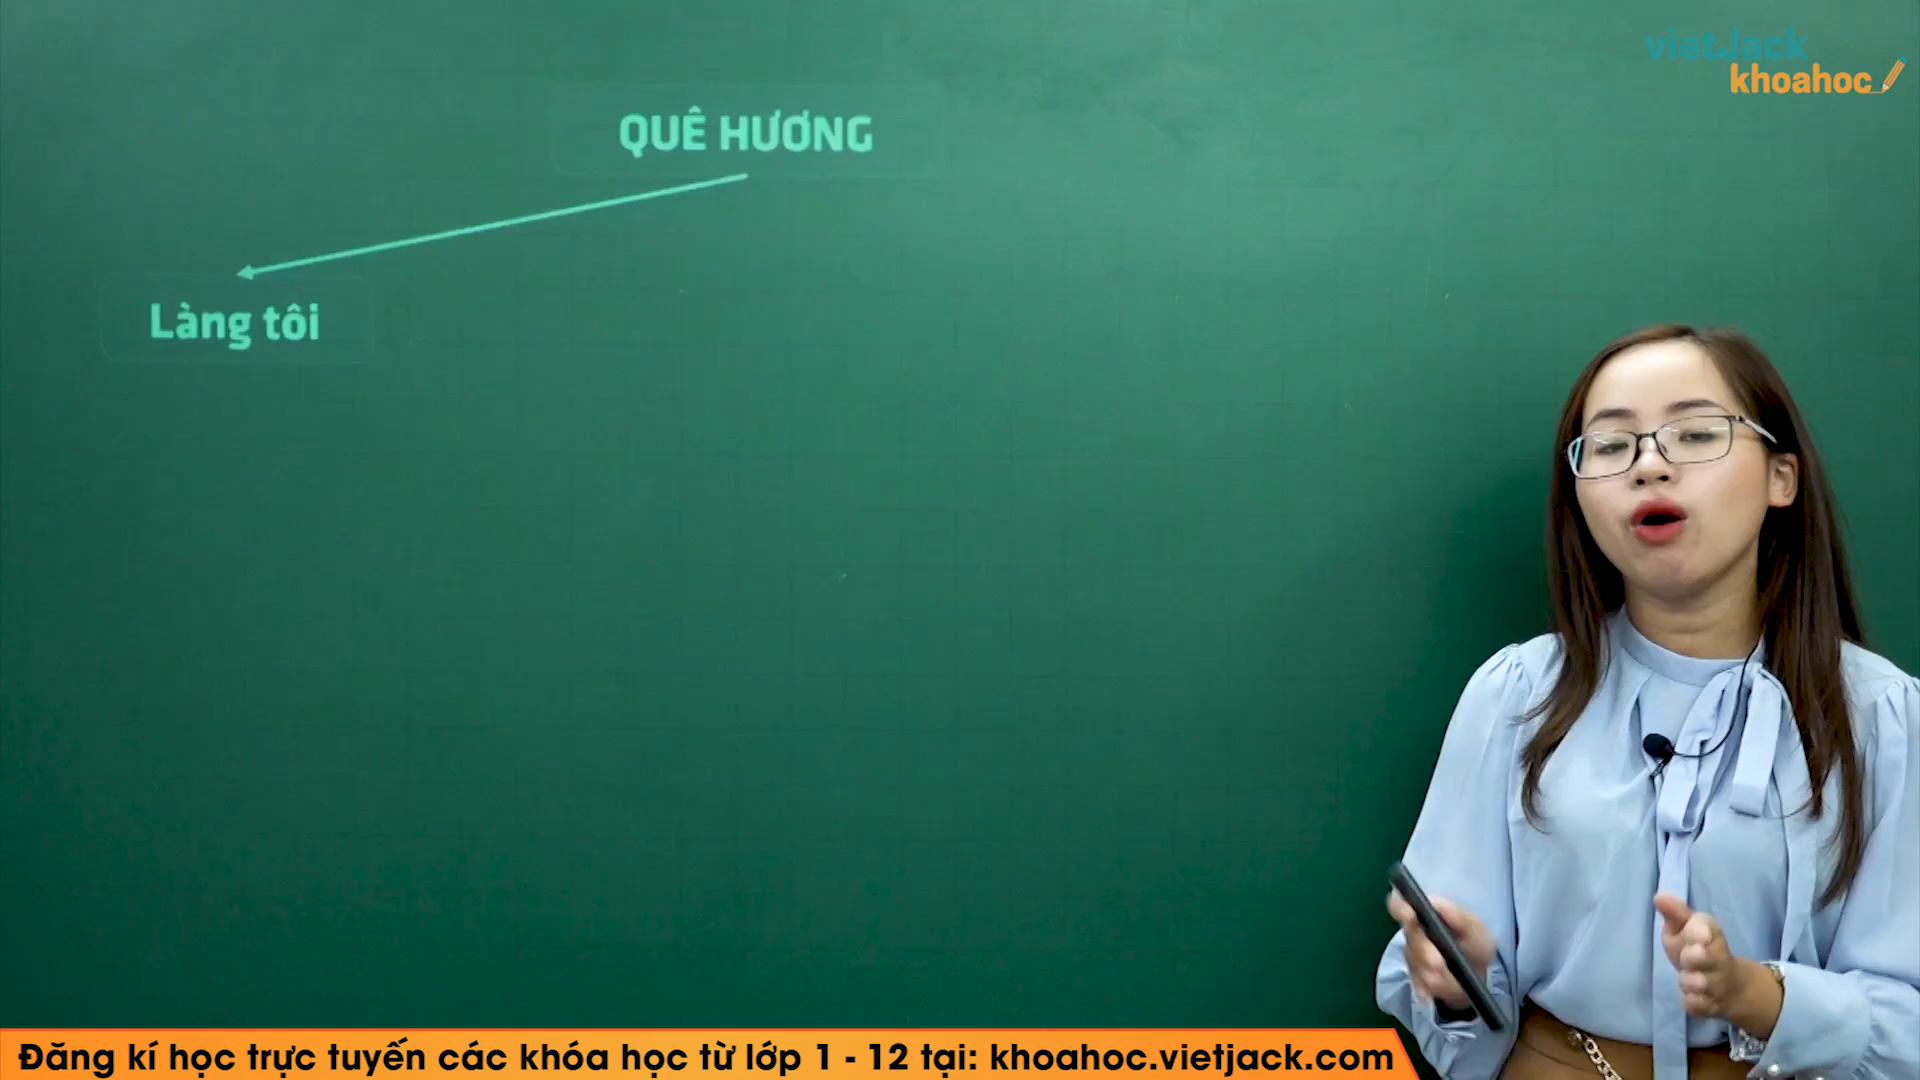 vietJack
khoahoc
QUÊ HƯƠNG
Làng tôi
Đăng kí học trực tuyến các khóa học từ lớp 1 - 12 tại: khoahoc.vietjack.com